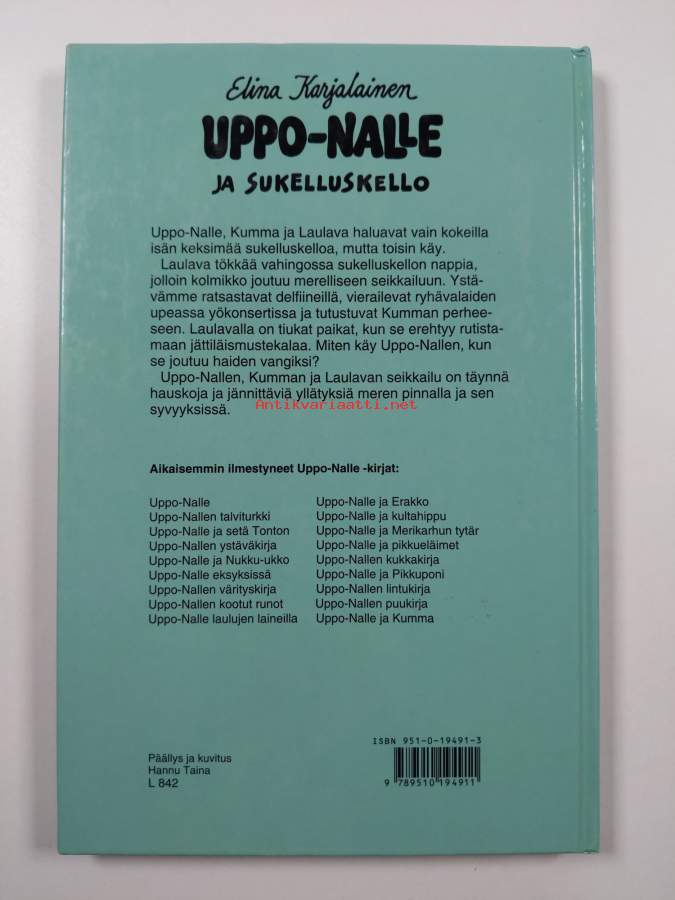 Elina Karjalainen
UPPO-NALLE
JA SUKELLUSKELLO
Uppo-Nalle, Kumma ja Laulava haluavat vain kokeilla
isän keksimää sukelluskelloa, mutta toisin käy.
Laulava tökkää vahingossa sukelluskellon nappia,
jolloin kolmikko joutuu merelliseen seikkailuun. Ystä-
vämme ratsastavat delfiineillä, vierailevat ryhävalaiden
upeassa yökonsertissa ja tutustuvat Kumman perhee-
seen. Laulavalla on tiukat paikat, kun se erehtyy rutista-
maan jättiläismustekalaa. Miten käy Uppo-Nallen, kun
se joutuu haiden vangiksi?
Uppo-Nallen, Kumman ja Laulavan seikkailu on täynnä
hauskoja ja jännittäviä yllätyksiä meren pinnalla ja sen
syvyyksissä.
Antikvariaatti.net
Aikaisemmin ilmestyneet Uppo-Nalle -kirjat:
Uppo-Nalle
Uppo-Nallen talviturkki
Uppo-Nalle ja setä Tonton
Uppo-Nallen ystäväkirja
Uppo-Nalle ja Nukku-ukko
Uppo-Nalle eksyksissä
Uppo-Nallen värityskirja
Uppo-Nallen kootut runot
Uppo-Nalle laulujen laineilla
Uppo-Nalle ja Erakko
Uppo-Nalle ja kultahippu
Uppo-Nalle ja Merikarhun tytär
Uppo-Nalle ja pikkueläimet
Uppo-Nallen kukkakirja
Uppo-Nalle ja Pikkuponi
Uppo-Nallen lintukirja
Uppo-Nallen puukirja
Uppo-Nalle ja Kumma
Päällys ja kuvitus
Hannu Taina
L 842
ISBN 951-0-19491-3
9 789510 194911